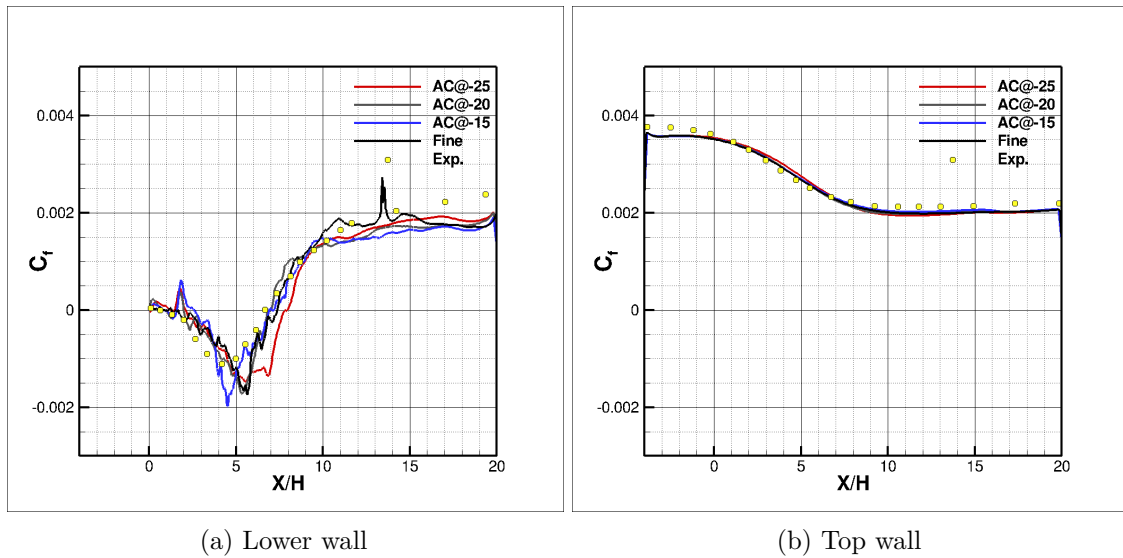 AC@-25
AC@-20
AC@-15
Fine
Exp.
0.004
0.002
0
-0.002
C_f
0 5 10 15 20
X/H
(a) Lower wall
AC@-25
AC@-20
AC@-15
Fine
Exp.
0.004
0.002
0
-0.002
C_f
0 5 10 15 20
X/H
(b) Top wall